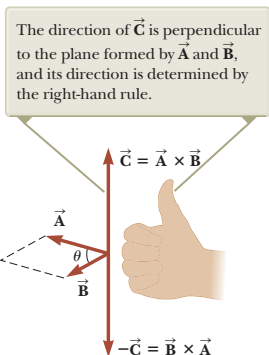 The direction of C⃗ is perpendicular
to the plane formed by A⃗ and B⃗,
and its direction is determined by
the right-hand rule.
C⃗ = A⃗ × B⃗
A⃗
θ
B⃗
−C⃗ = B⃗ × A⃗